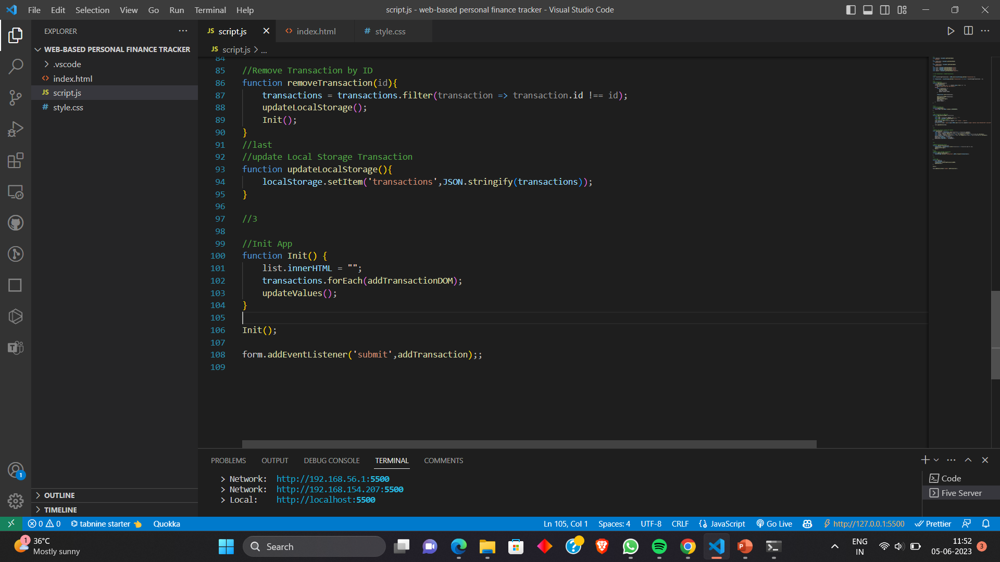 File Edit Selection View Go Run Terminal Help
script.js - web-based personal finance tracker - Visual Studio Code
EXPLORER
WEB-BASED PERSONAL FINANCE TRACKER
.vscode
<> index.html
JS script.js
# style.css
OUTLINE
TIMELINE
JS script.js
<> index.html
# style.css
JS script.js > ...
84
85 //Remove Transaction by ID
86 function removeTransaction(id){
87 transactions = transactions.filter(transaction => transaction.id !== id);
88 updateLocalStorage();
89 Init();
90 }
91 //last
92 //update Local Storage Transaction
93 function updateLocalStorage(){
94 localStorage.setItem('transactions',JSON.stringify(transactions));
95 }
96
97 //3
98
99 //Init App
100 function Init() {
101 list.innerHTML = "";
102 transactions.forEach(addTransactionDOM);
103 updateValues();
104 }
105
106 Init();
107
108 form.addEventListener('submit',addTransaction);;
109
PROBLEMS OUTPUT DEBUG CONSOLE TERMINAL COMMENTS
> Network: http://192.168.56.1:5500
> Network: http://192.168.154.207:5500
> Local: http://localhost:5500
Code
Five Server
1
0 0 tabnine starter Quokka
Ln 105, Col 1 Spaces: 4 UTF-8 CRLF {} JavaScript Go Live http://127.0.0.1:5500 Prettier
1
36°C
Mostly sunny
Search
ENG
IN
11:52
05-06-2023
3